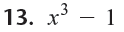 13. x³ − 1